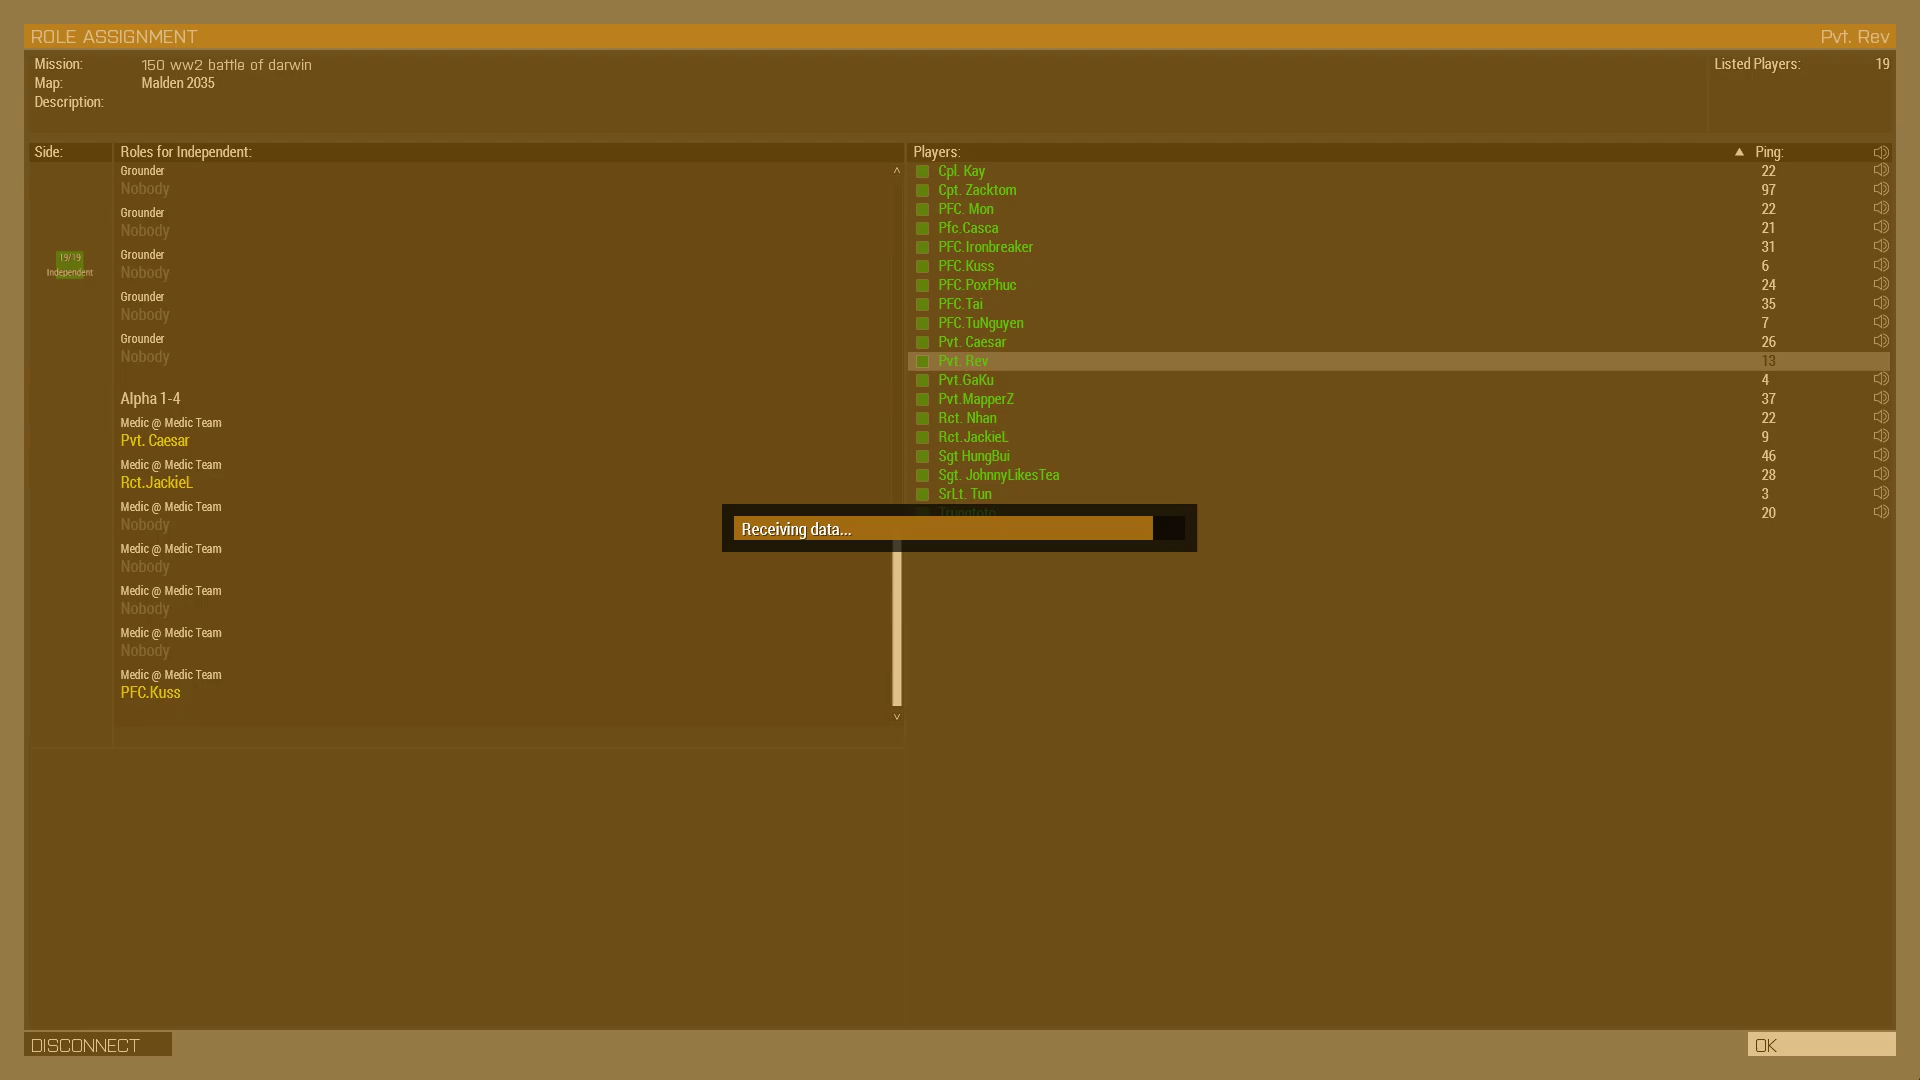 ROLE ASSIGNMENT
Pvt. Rev
Mission: 150 ww2 battle of darwin
Map: Malden 2035
Description:
Listed Players: 19
Side:
19/19
Independent
Roles for Independent:
Grounder
Nobody
Grounder
Nobody
Grounder
Nobody
Grounder
Nobody
Grounder
Nobody
Alpha 1-4
Medic @ Medic Team
Pvt. Caesar
Medic @ Medic Team
Rct.JackieL
Medic @ Medic Team
Nobody
Medic @ Medic Team
Nobody
Medic @ Medic Team
Nobody
Medic @ Medic Team
Nobody
Medic @ Medic Team
PFC.Kuss
Players: Ping:
Cpl. Kay 22
Cpt. Zacktom 97
PFC. Mon 22
Pfc.Casca 21
PFC.Ironbreaker 31
PFC.Kuss 6
PFC.PoxPhuc 24
PFC.Tai 35
PFC.TuNguyen 7
Pvt. Caesar 26
Pvt. Rev 13
Pvt.GaKu 4
Pvt.MapperZ 37
Rct. Nhan 22
Rct.JackieL 9
Sgt HungBui 46
Sgt. JohnnyLikesTea 28
SrLt. Tun 3
20
Receiving data...
DISCONNECT
OK